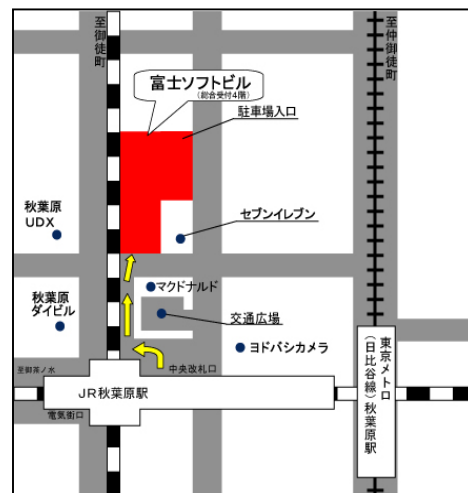 至御徒町
至仲御徒町
富士ソフトビル
(総合受付4階)
駐車場入口
秋葉原
UDX
セブンイレブン
マクドナルド
秋葉原
ダイビル
交通広場
ヨドバシカメラ
至御茶ノ水
中央改札口
JR秋葉原駅
電気街口
東京メトロ
(日比谷線)秋葉原駅